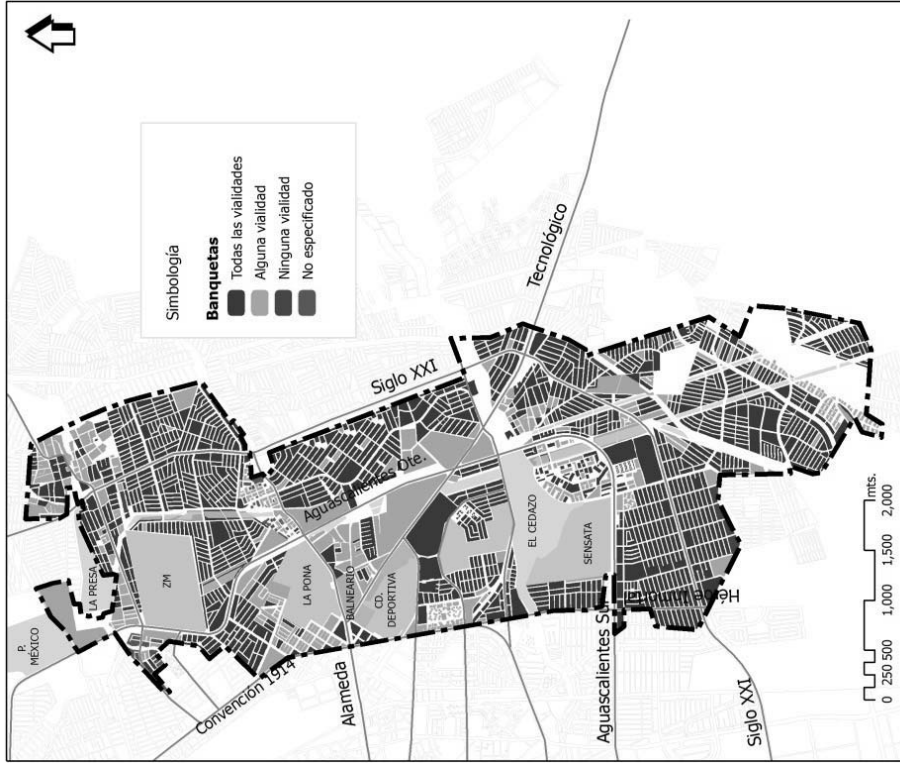 Simbología
Banquetas
Todas las vialidades
Alguna vialidad
Ninguna vialidad
No especificado
P.
MÉXICO
LA PRESA
ZM
Siglo XXI
Tecnológico
Aguascalientes Ote.
LA PONA
BALNEARIO
CD.
DEPORTIVA
EL CEDAZO
SENSATA
Convención 1914
Alameda
Aguascalientes Sur
Siglo XXI
0 250 500 1,000 1,500 2,000
mts.